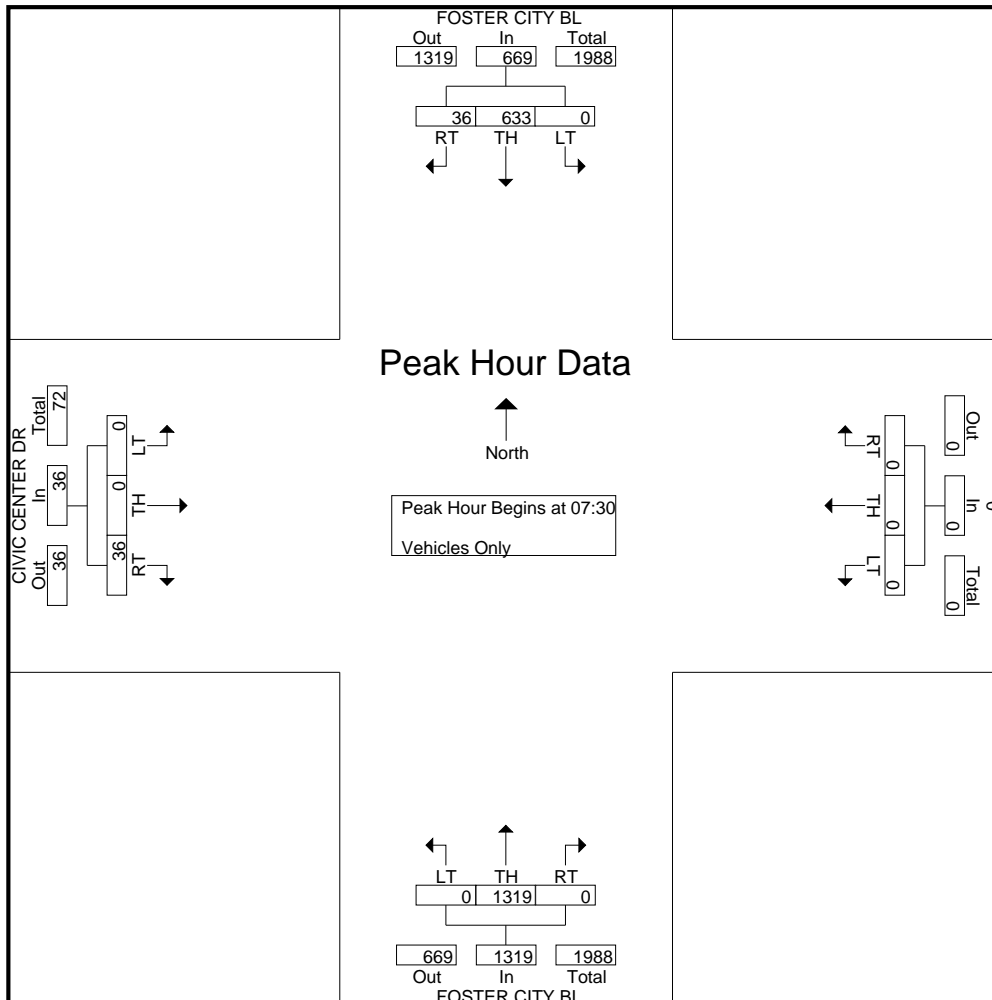 FOSTER CITY BL
Out In Total
1319 669 1988
36 633 0
RT TH LT
Peak Hour Data
North
Peak Hour Begins at 07:30
Vehicles Only
CIVIC CENTER DR
Out In Total
36 36 72
36 0 0
RT TH LT
RT TH LT
0 0 0
Out In Total
0 0 0
LT TH RT
0 1319 0
669 1319 1988
Out In Total
FOSTER CITY BL